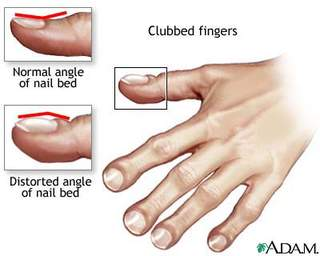 Clubbed fingers
Normal angle
of nail bed
Distorted angle
of nail bed
A.D.A.M.